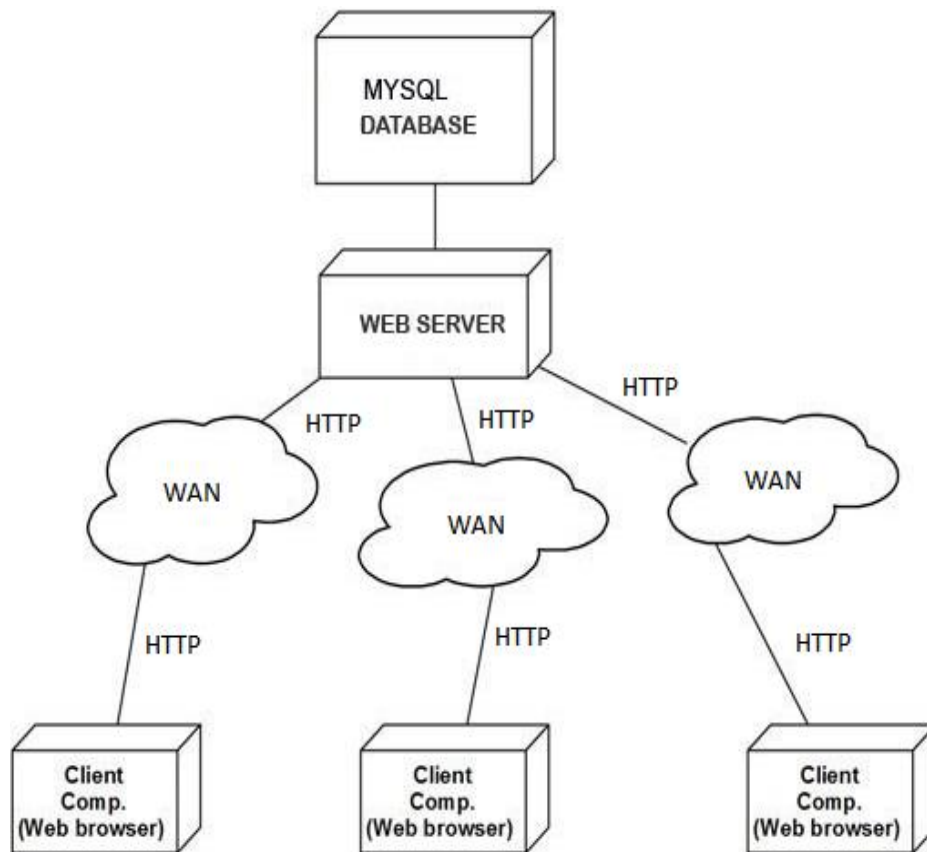 MYSQL
DATABASE
WEB SERVER
HTTP
HTTP
HTTP
WAN
WAN
WAN
HTTP
HTTP
HTTP
Client
Comp.
(Web browser)
Client
Comp.
(Web browser)
Client
Comp.
(Web browser)